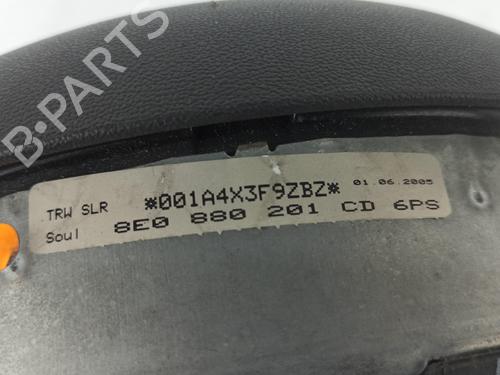 B-PARTS
TRW SLR *001A4X3F9ZBZ* 01.06.2005
Soul 8E0 880 201 CD 6PS